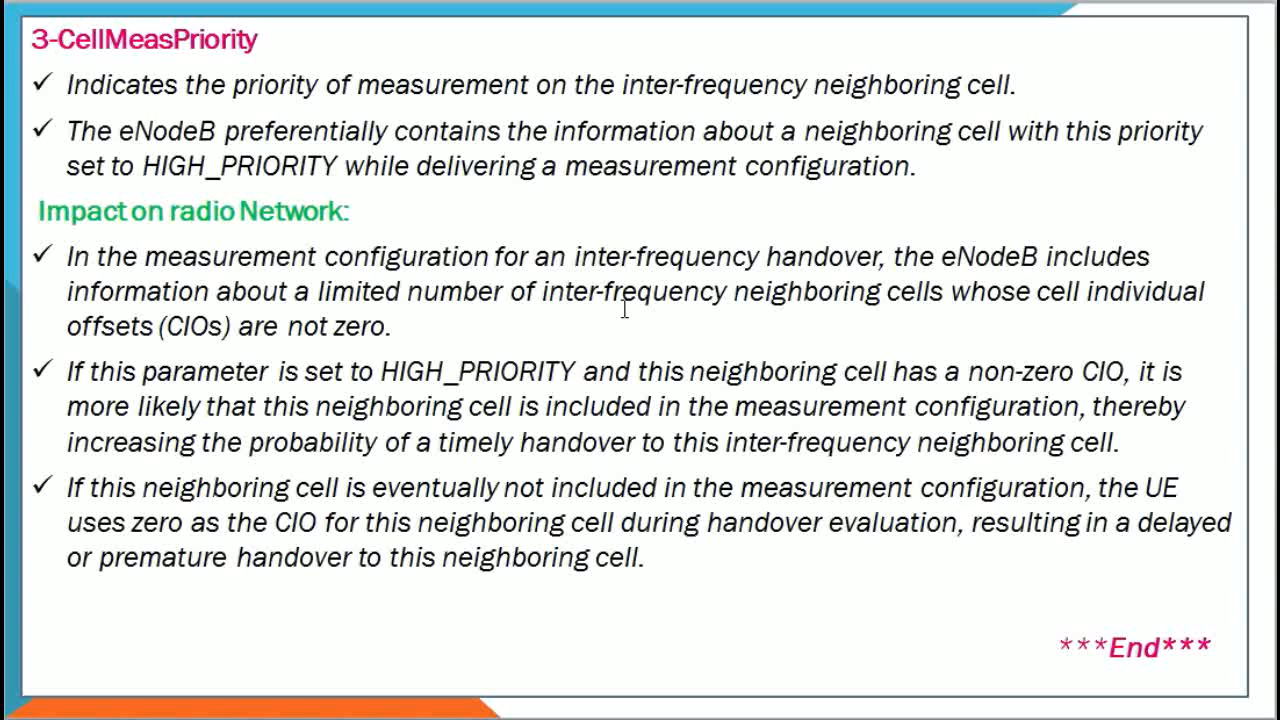 3-CellMeasPriority
✓ Indicates the priority of measurement on the inter-frequency neighboring cell.
✓ The eNodeB preferentially contains the information about a neighboring cell with this priority
set to HIGH_PRIORITY while delivering a measurement configuration.
Impact on radio Network:
✓ In the measurement configuration for an inter-frequency handover, the eNodeB includes
information about a limited number of inter-frequency neighboring cells whose cell individual
offsets (CIOs) are not zero.
✓ If this parameter is set to HIGH_PRIORITY and this neighboring cell has a non-zero CIO, it is
more likely that this neighboring cell is included in the measurement configuration, thereby
increasing the probability of a timely handover to this inter-frequency neighboring cell.
✓ If this neighboring cell is eventually not included in the measurement configuration, the UE
uses zero as the CIO for this neighboring cell during handover evaluation, resulting in a delayed
or premature handover to this neighboring cell.
***End***